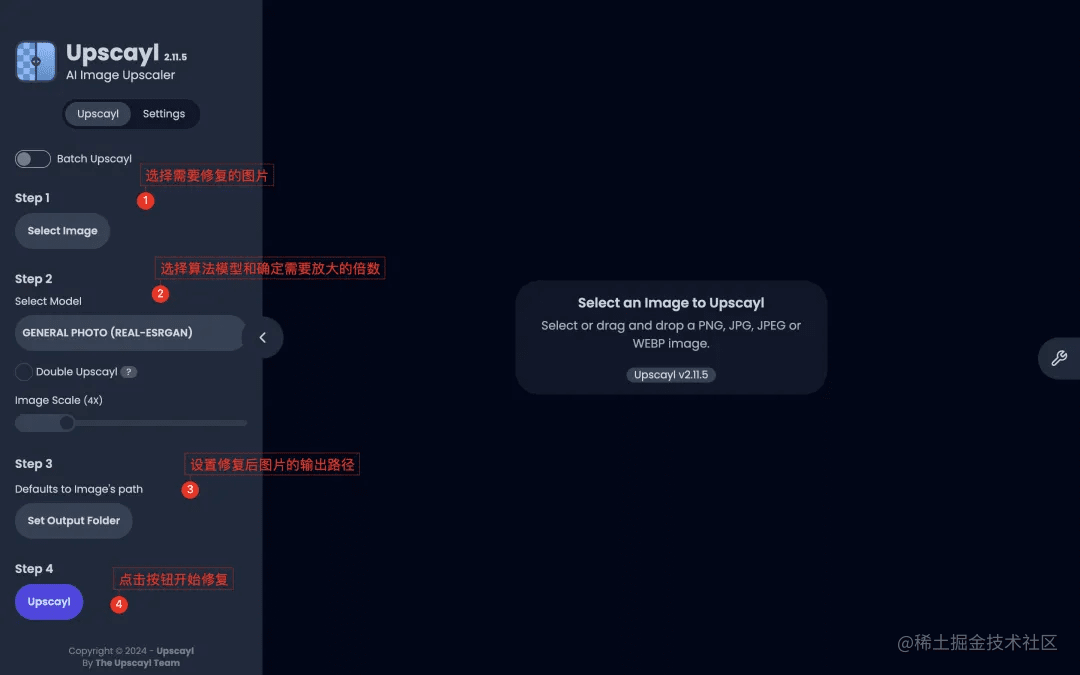 Upscayl 2.11.5
AI Image Upscaler
Upscayl Settings
Batch Upscayl
选择需要修复的图片
1
Step 1
Select Image
选择算法模型和确定需要放大的倍数
2
Step 2
Select Model
GENERAL PHOTO (REAL-ESRGAN)
Double Upscayl ?
Image Scale (4X)
设置修复后图片的输出路径
3
Step 3
Defaults to Image's path
Set Output Folder
点击按钮开始修复
4
Step 4
Upscayl
Copyright © 2024 - Upscayl
By The Upscayl Team
Select an Image to Upscayl
Select or drag and drop a PNG, JPG, JPEG or
WEBP image.
Upscayl v2.11.5
@稀土掘金技术社区